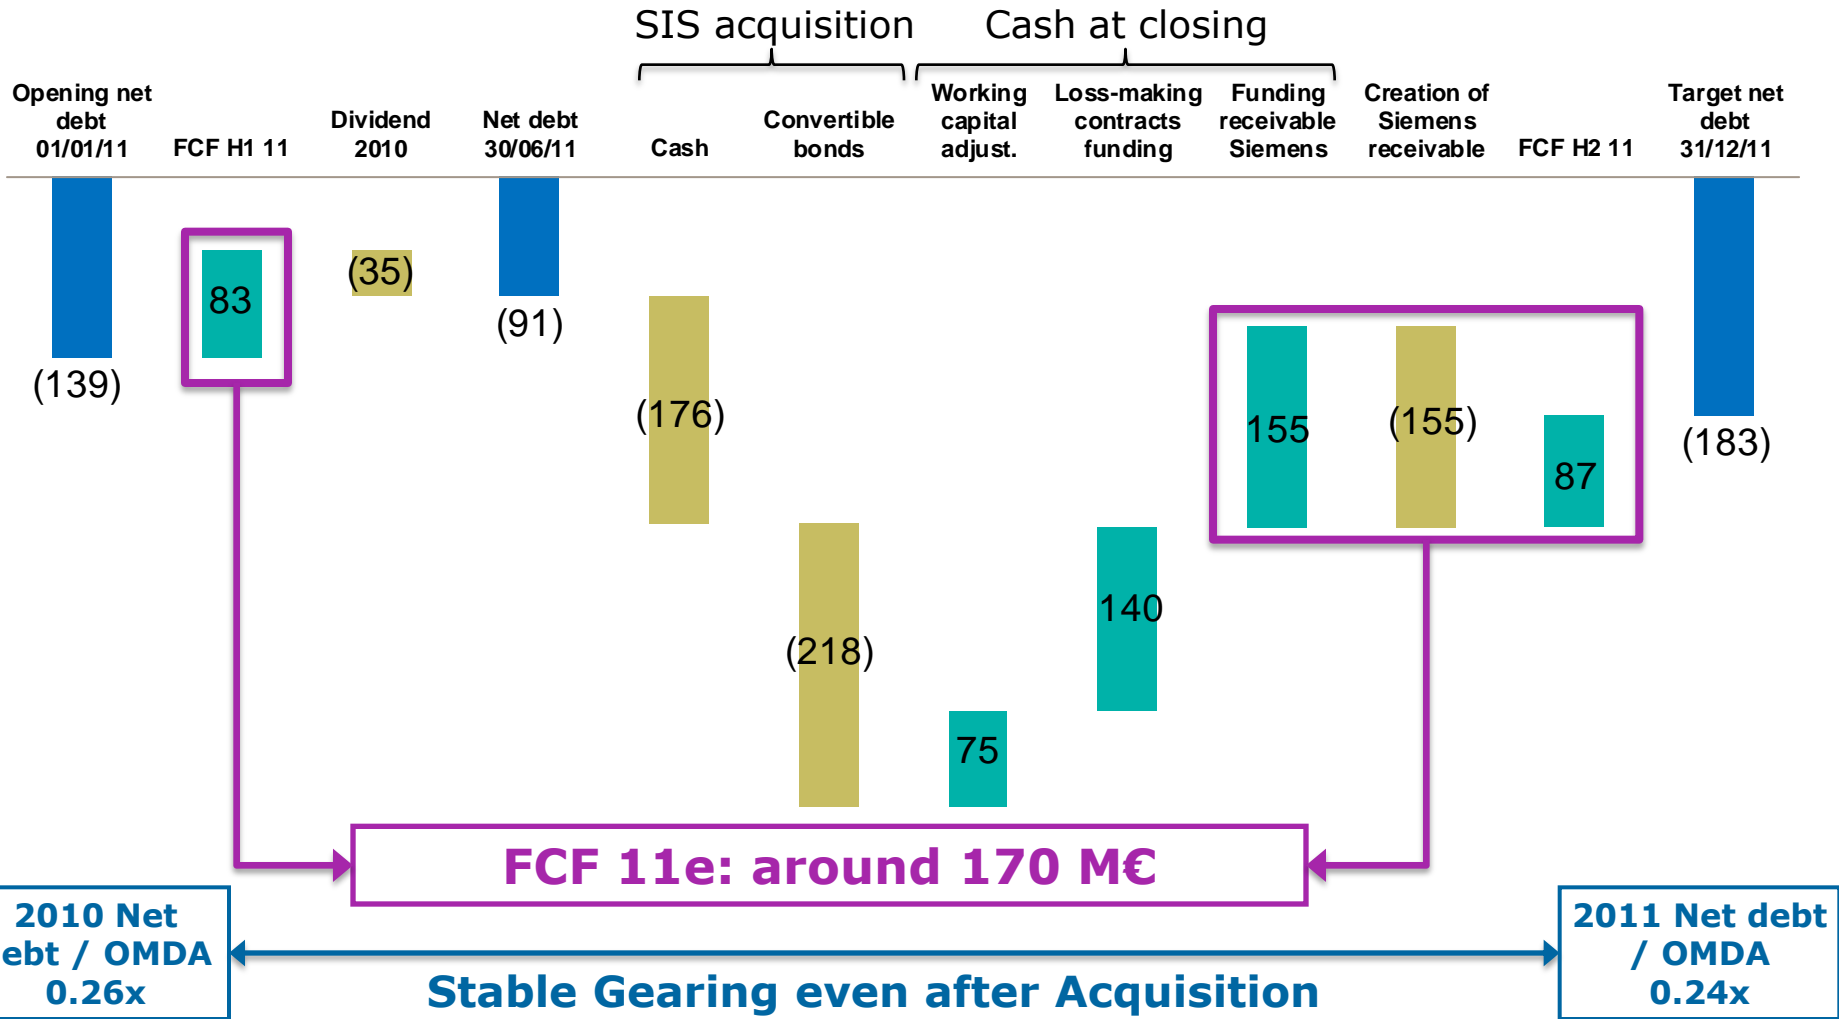 SIS acquisition
Cash at closing
Opening net
debt
01/01/11
FCF H1 11
Dividend
2010
Net debt
30/06/11
Cash
Convertible
bonds
Working
capital
adjust.
Loss-making
contracts
funding
Funding
receivable
Siemens
Creation of
Siemens
receivable
FCF H2 11
Target net
debt
31/12/11
(139)
83
(35)
(91)
(176)
(218)
75
140
155
(155)
87
(183)
FCF 11e: around 170 M€
2010 Net
ebt / OMDA
0.26x
Stable Gearing even after Acquisition
2011 Net debt
/ OMDA
0.24x